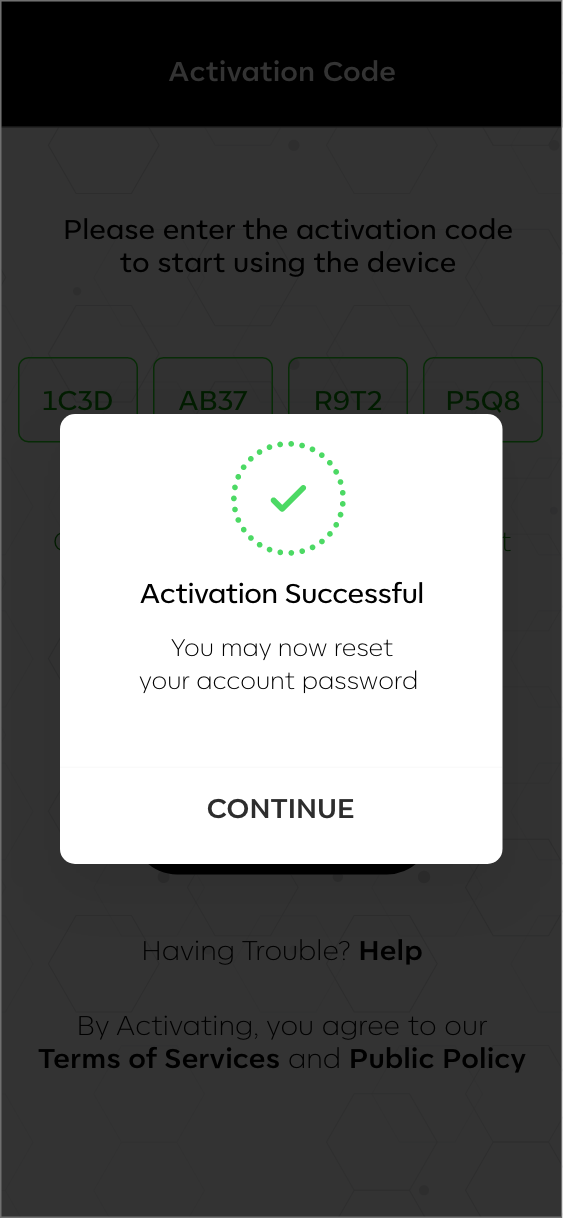 Activation Code
Please enter the activation code
to start using the device
1C3D AB37 R9T2 P5Q8
Activation Successful
You may now reset
your account password
CONTINUE
Having Trouble? Help
By Activating, you agree to our
Terms of Services and Public Policy